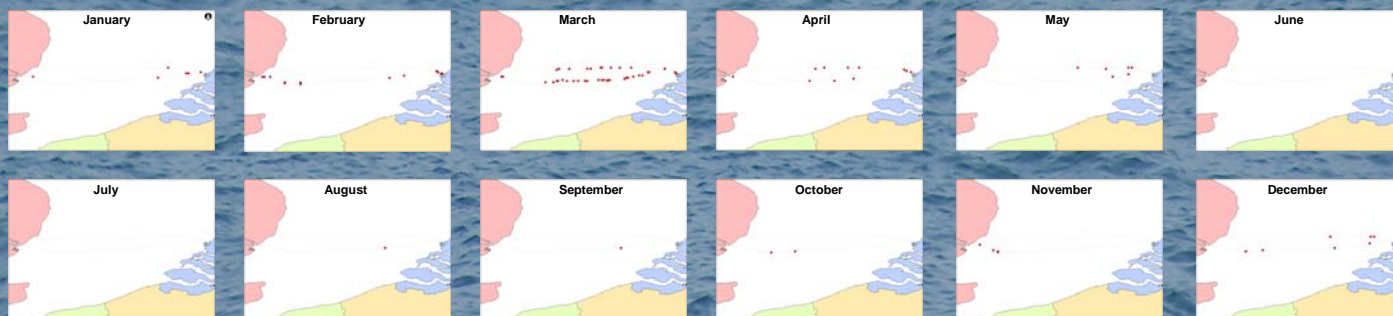 January
February
March
April
May
June
July
August
September
October
November
December